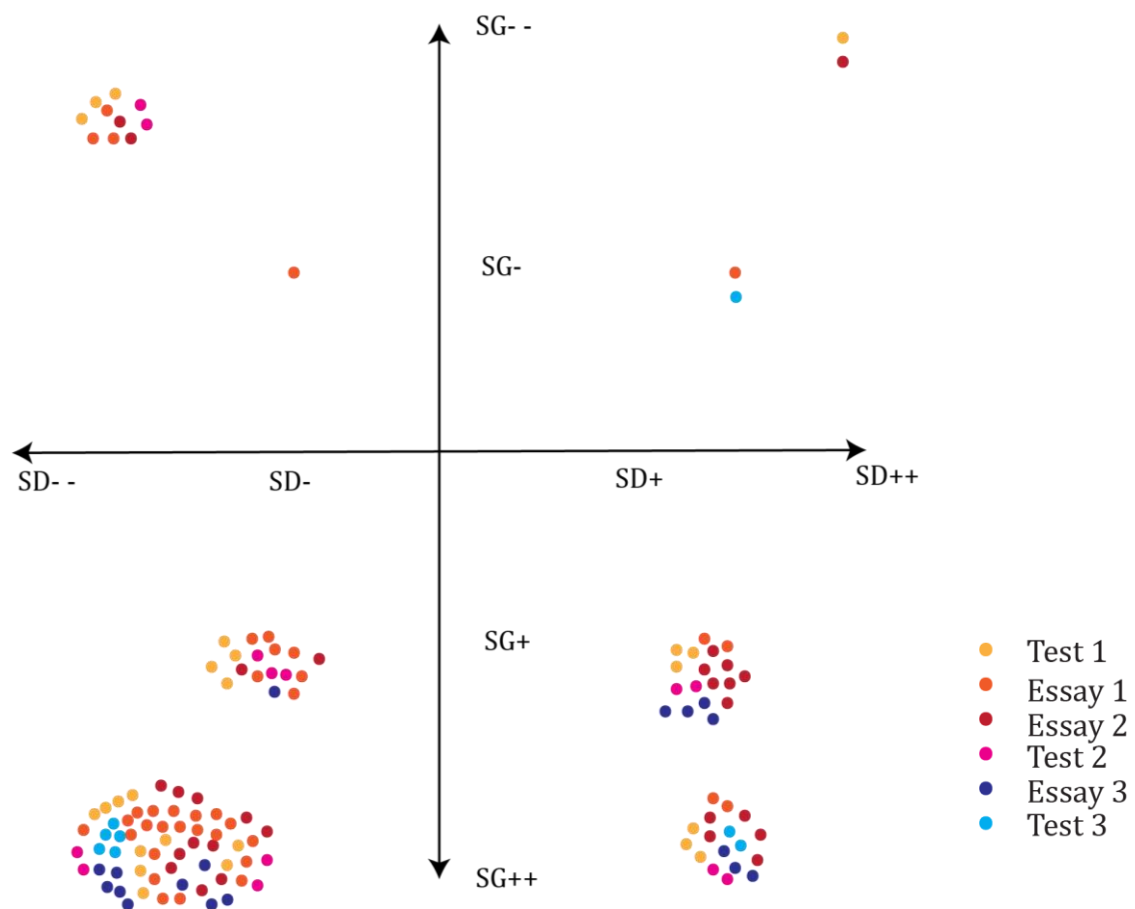 SG- -
SG-
SD- -
SD-
SD+
SD++
SG+
SG++
Test 1
Essay 1
Essay 2
Test 2
Essay 3
Test 3